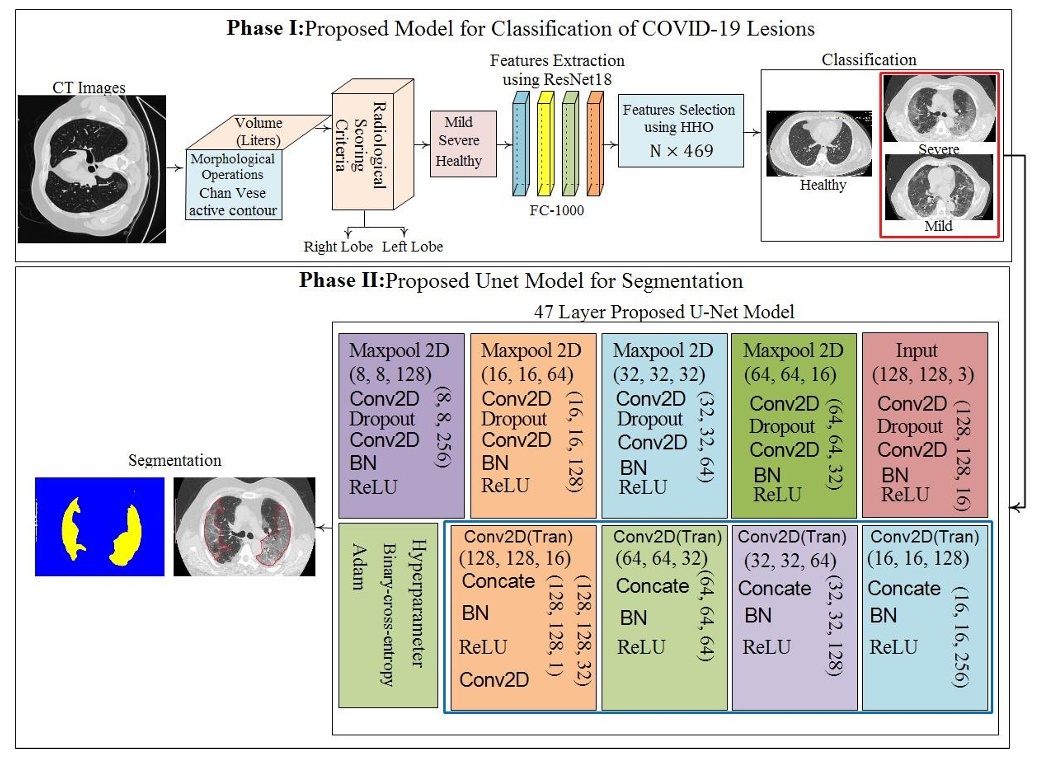 Phase I:Proposed Model for Classification of COVID-19 Lesions
CT Images
Volume
(Liters)
Morphological
Operations
Chan Vese
active contour
Radiological
Scoring
Criteria
Right Lobe
Left Lobe
Mild
Severe
Healthy
Features Extraction
using ResNet18
FC-1000
Features Selection
using HHO
N × 469
Classification
Healthy
Severe
Mild
Phase II:Proposed Unet Model for Segmentation
47 Layer Proposed U-Net Model
Maxpool 2D
(8, 8, 128)
Conv2D
Dropout
Conv2D
BN
ReLU
(8, 8, 256)
Maxpool 2D
(16, 16, 64)
Conv2D
Dropout
Conv2D
BN
ReLU
(16, 16, 128)
Maxpool 2D
(32, 32, 32)
Conv2D
Dropout
Conv2D
BN
ReLU
(32, 32, 64)
Maxpool 2D
(64, 64, 16)
Conv2D
Dropout
Conv2D
BN
ReLU
(64, 64, 32)
Input
(128, 128, 3)
Conv2D
Dropout
Conv2D
BN
ReLU
(128, 128, 16)
Segmentation
Hyperparameter
Binary-cross-entropy
Adam
Conv2D(Tran)
(128, 128, 16)
Concate
BN
ReLU
Conv2D
(128, 128, 32)
(128, 128, 1)
Conv2D(Tran)
(64, 64, 32)
Concate
BN
ReLU
(64, 64, 64)
Conv2D(Tran)
(32, 32, 64)
Concate
BN
ReLU
(32, 32, 128)
Conv2D(Tran)
(16, 16, 128)
Concate
BN
ReLU
(16, 16, 256)